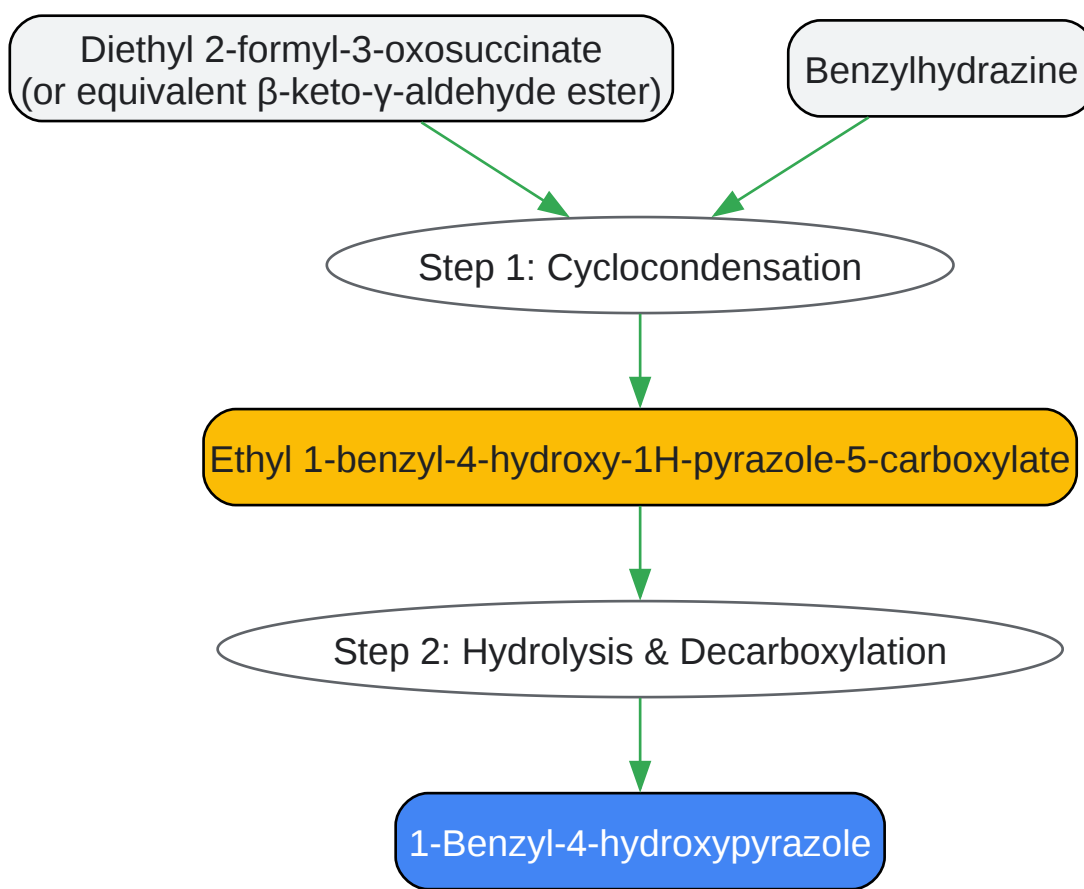 Diethyl 2-formyl-3-oxosuccinate
(or equivalent β-keto-γ-aldehyde ester)
Benzylhydrazine
Step 1: Cyclocondensation
Ethyl 1-benzyl-4-hydroxy-1H-pyrazole-5-carboxylate
Step 2: Hydrolysis & Decarboxylation
1-Benzyl-4-hydroxypyrazole